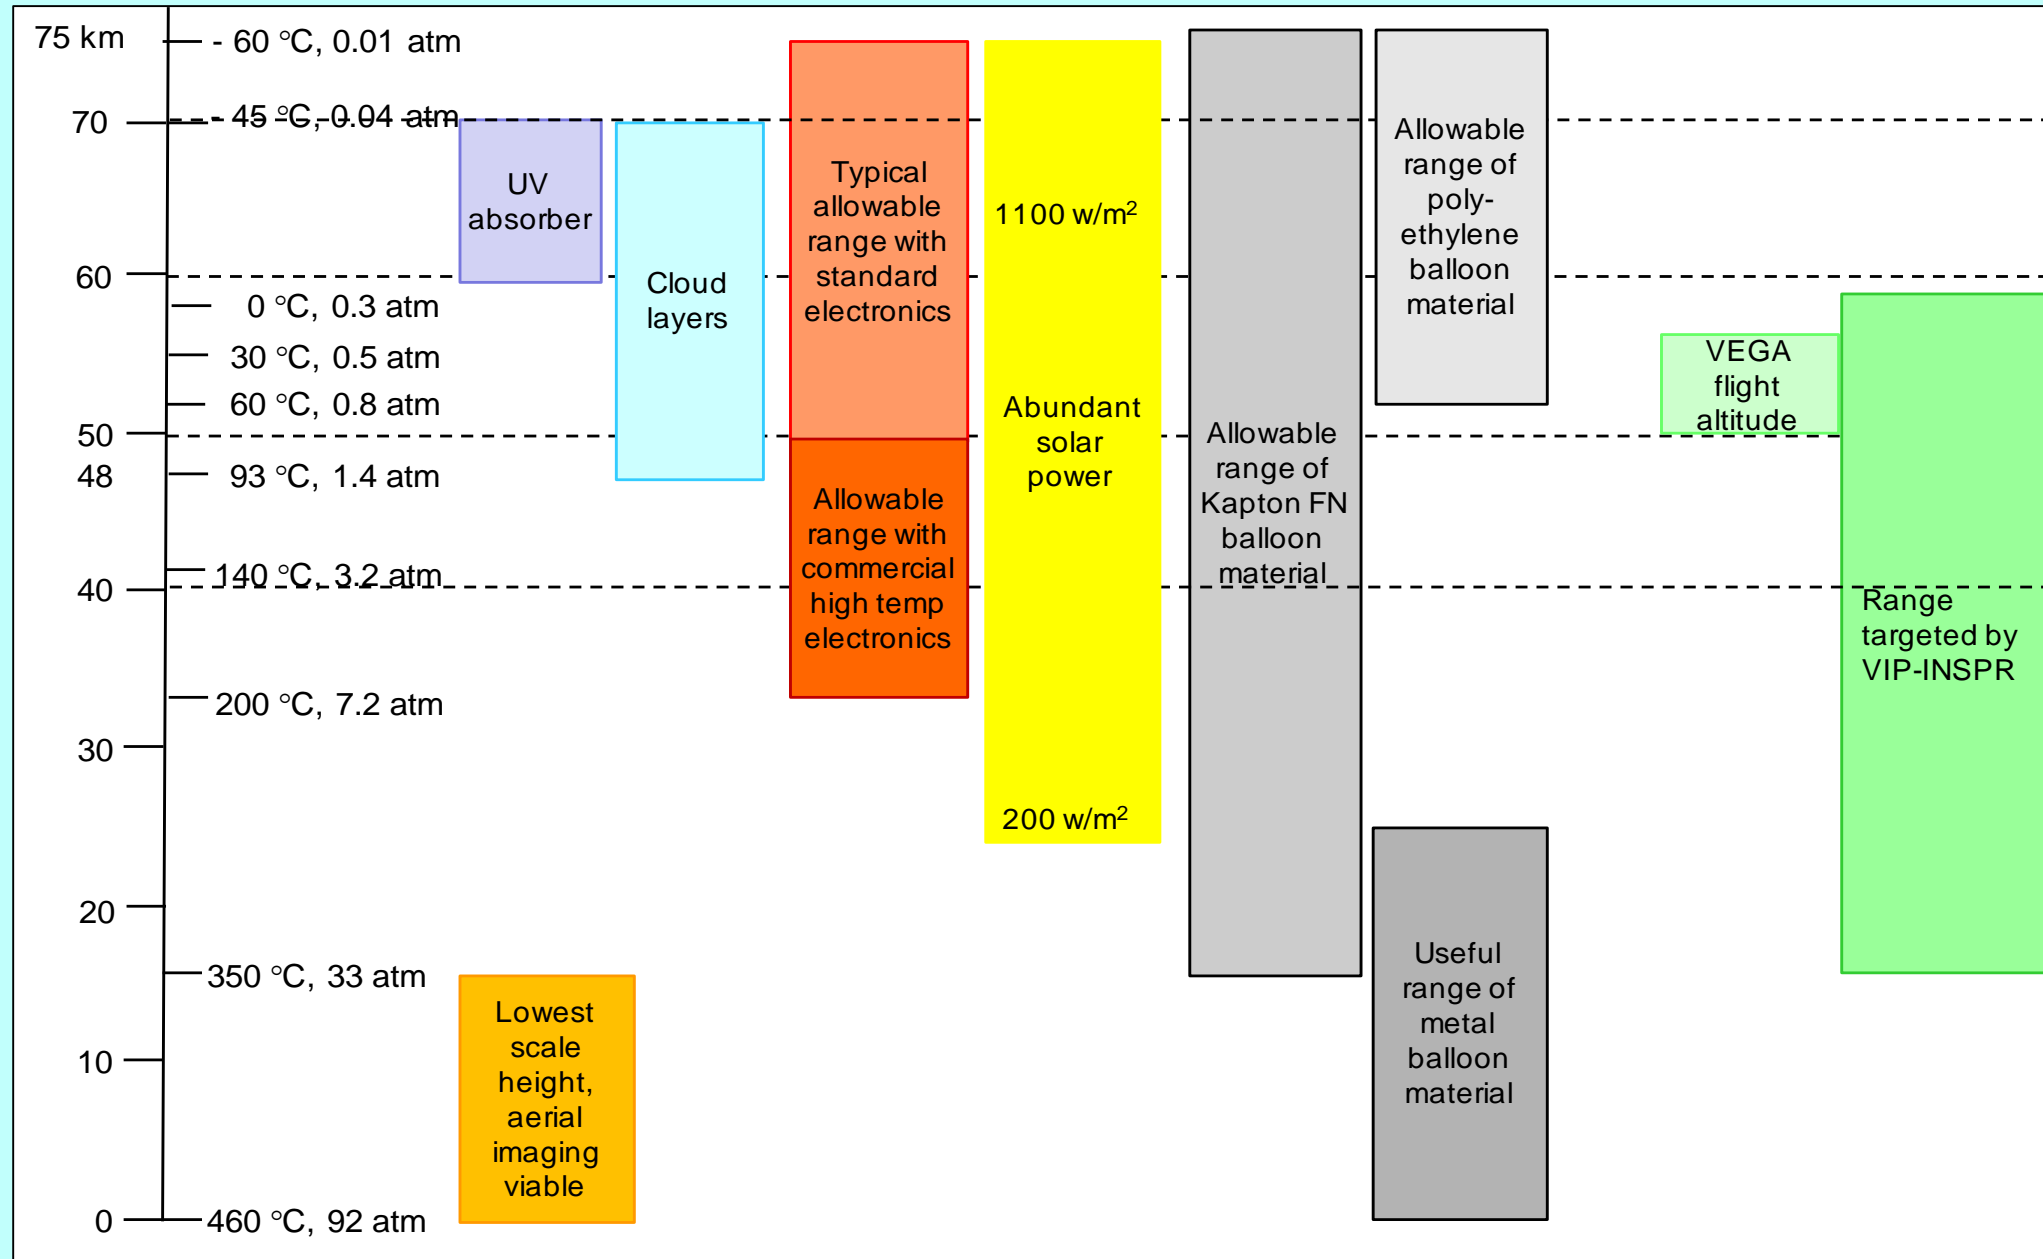 75 km
- 60 °C, 0.01 atm
70
- 45 °C, 0.04 atm
60
0 °C, 0.3 atm
30 °C, 0.5 atm
60 °C, 0.8 atm
50
48
93 °C, 1.4 atm
140 °C, 3.2 atm
40
200 °C, 7.2 atm
30
20
350 °C, 33 atm
10
0
460 °C, 92 atm
UV
absorber
Cloud
layers
Typical
allowable
range with
standard
electronics
Allowable
range with
commercial
high temp
electronics
1100 w/m²
Abundant
solar
power
200 w/m²
Allowable
range of
Kapton FN
balloon
material
Allowable
range of
poly-
ethylene
balloon
material
Useful
range of
metal
balloon
material
VEGA
flight
altitude
Range
targeted by
VIP-INSPR
Lowest
scale
height,
aerial
imaging
viable